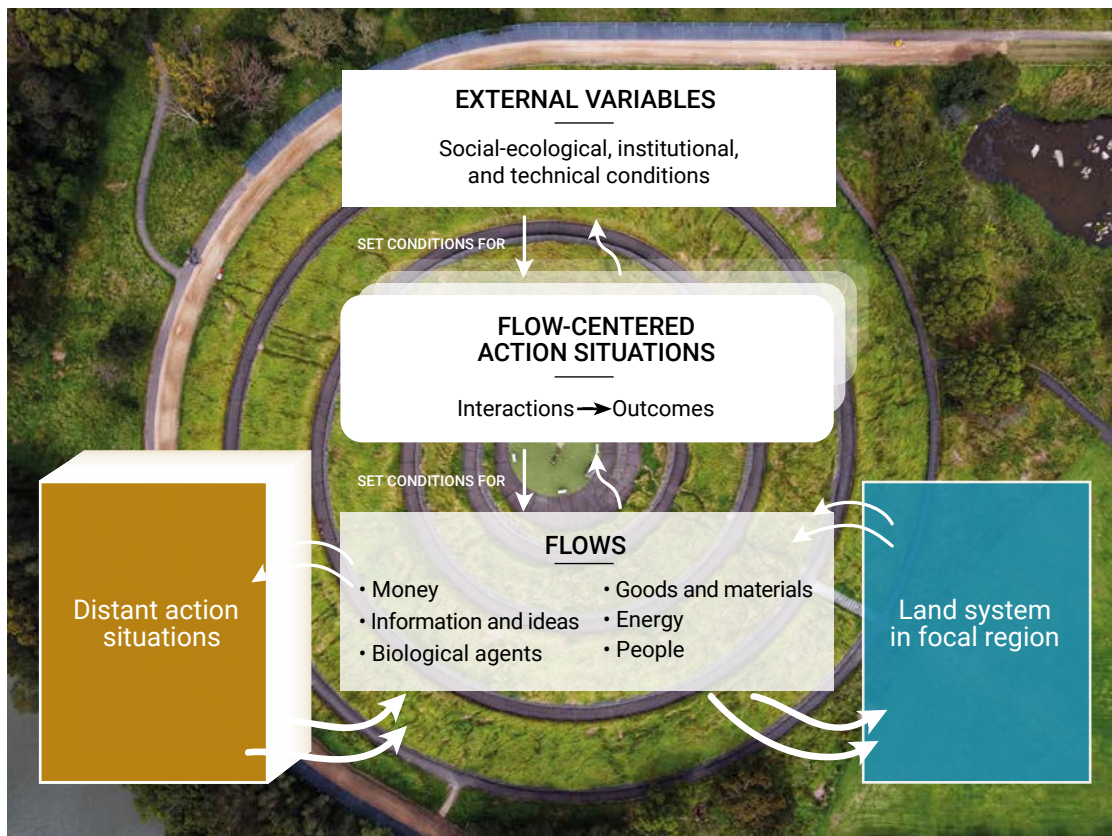 EXTERNAL VARIABLES
Social-ecological, institutional,
and technical conditions
SET CONDITIONS FOR
FLOW-CENTERED
ACTION SITUATIONS
Interactions → Outcomes
SET CONDITIONS FOR
FLOWS
• Money
• Information and ideas
• Biological agents
• Goods and materials
• Energy
• People
Distant action
situations
Land system
in focal region